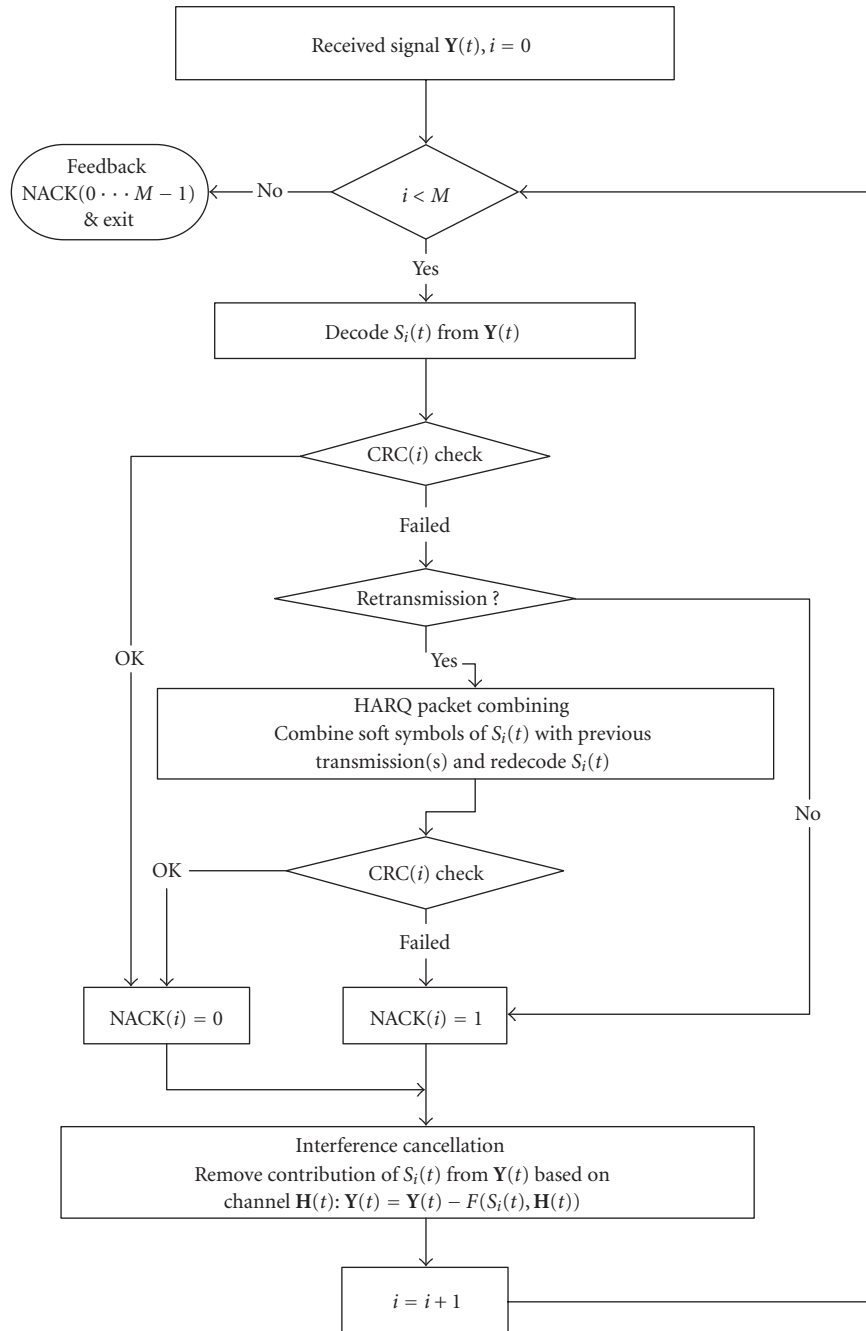 Received signal Y(t), i = 0
Feedback
NACK(0 · · · M − 1)
& exit
No
i < M
Yes
Decode S_i(t) from Y(t)
CRC(i) check
Failed
Retransmission ?
OK
Yes
HARQ packet combining
Combine soft symbols of S_i(t) with previous
transmission(s) and redecode S_i(t)
No
OK
CRC(i) check
Failed
NACK(i) = 0
NACK(i) = 1
Interference cancellation
Remove contribution of S_i(t) from Y(t) based on
channel H(t): Y(t) = Y(t) − F(S_i(t), H(t))
i = i + 1